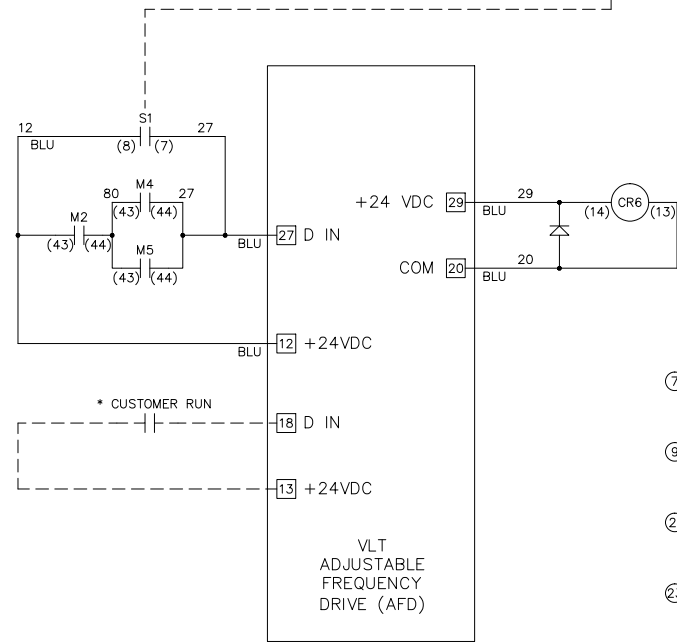 S1
12
27
BLU
(8)
(7)
80
M4
27
(43)
(44)
M2
(43)
(44)
M5
(43)
(44)
BLU
27 D IN
+24 VDC 29
29
BLU
(14)
CR6
(13)
COM 20
20
BLU
BLU
12 +24VDC
* CUSTOMER RUN
18 D IN
13 +24VDC
VLT
ADJUSTABLE
FREQUENCY
DRIVE (AFD)
7
9